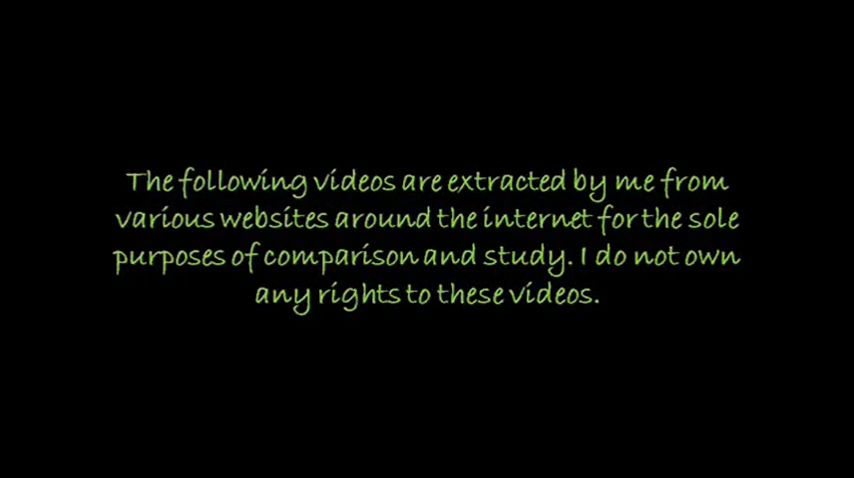 The following videos are extracted by me from
various websites around the internet for the sole
purposes of comparison and study. I do not own
any rights to these videos.